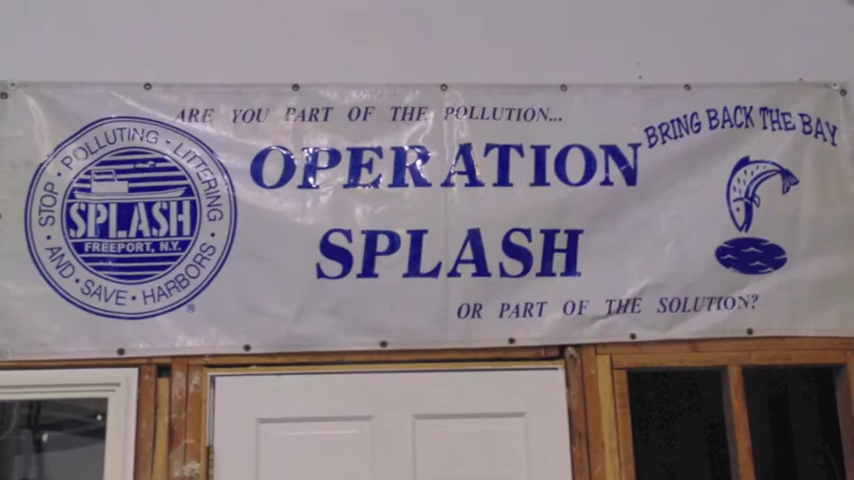 ARE YOU PART OF THE POLLUTION...
BRING BACK THE BAY
OPERATION
SPLASH
OR PART OF THE SOLUTION?
STOP · POLLUTING · LITTERING
· AND · SAVE · HARBORS ·
SPLASH
FREEPORT, N.Y.
®